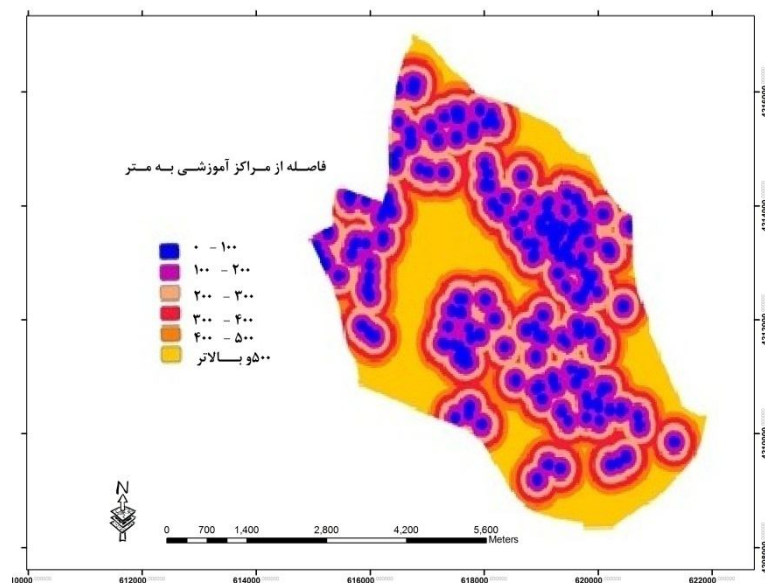 فاصله از مراکز آموزشی به متر
۰ - ۱۰۰
۱۰۰ - ۲۰۰
۲۰۰ - ۳۰۰
۳۰۰ - ۴۰۰
۴۰۰ - ۵۰۰
۵۰۰و بالاتر
N
0 700 1,400 2,800 4,200 5,600
Meters
612000 614000 616000 618000 620000 622000